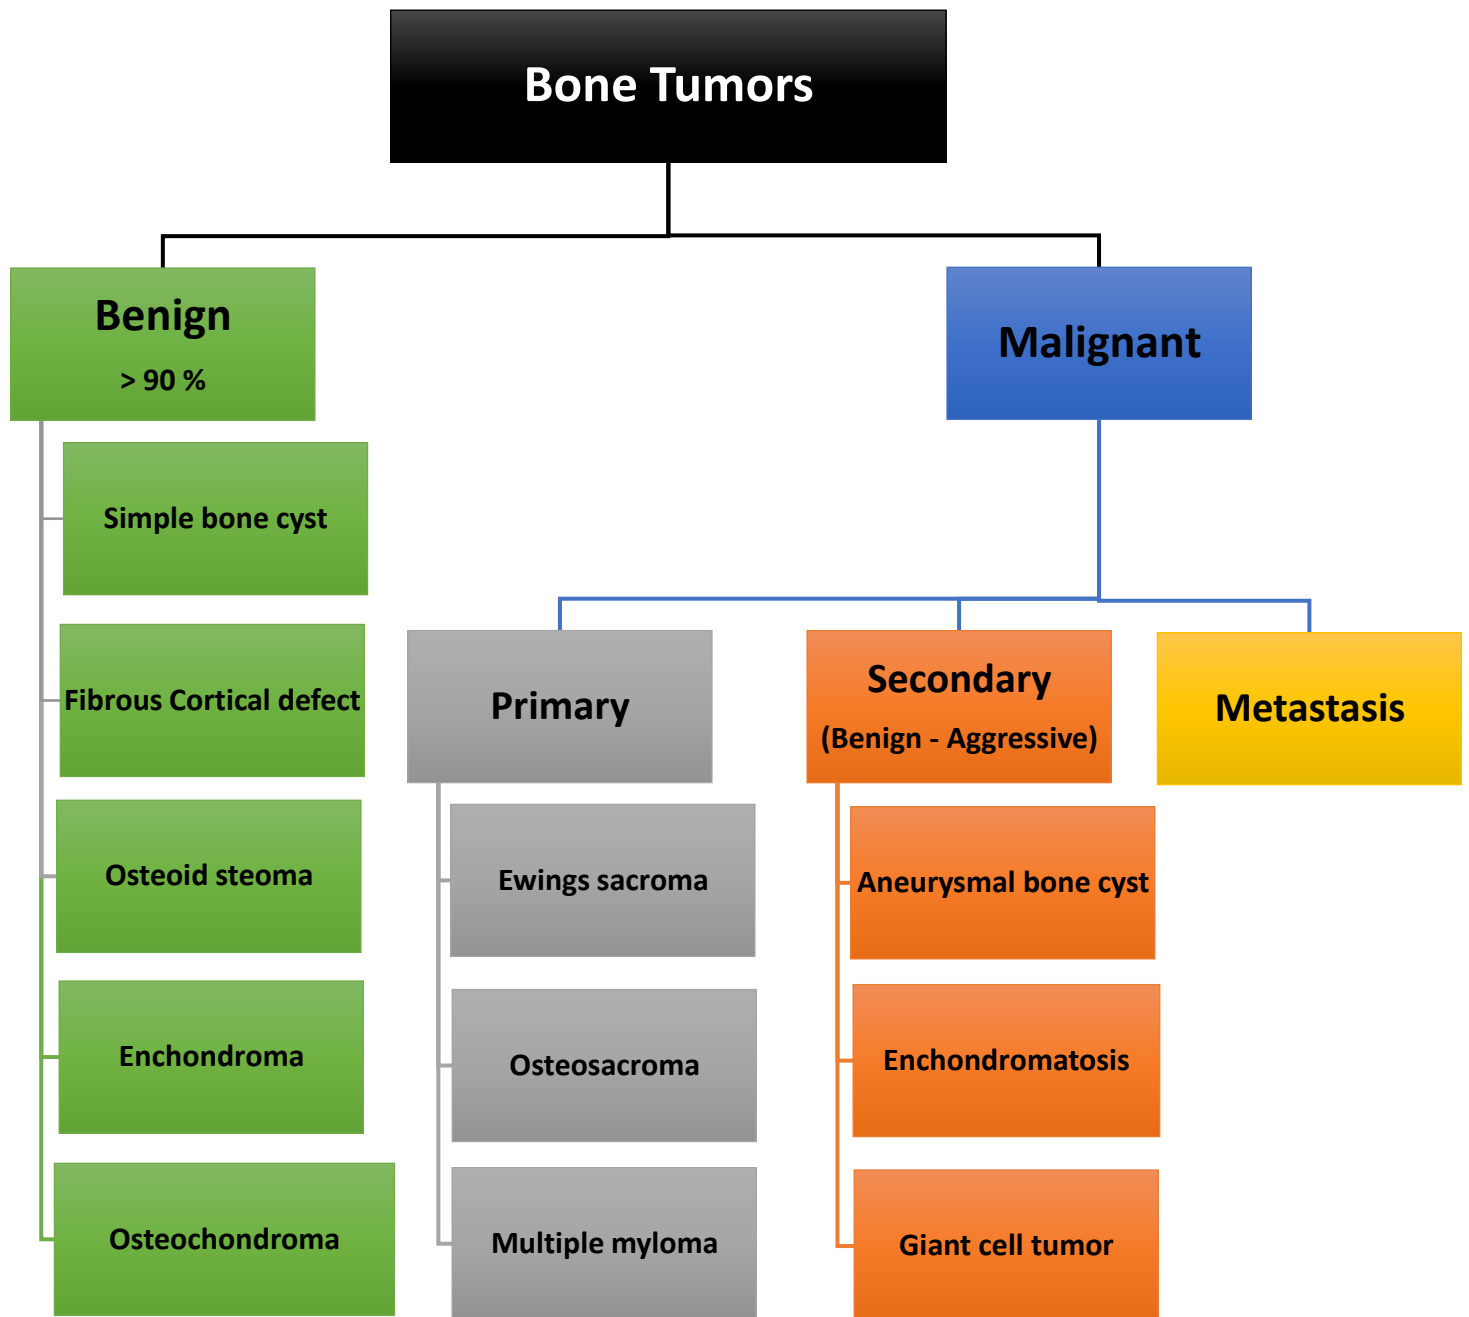 Bone Tumors
Benign
> 90 %
Malignant
Simple bone cyst
Fibrous Cortical defect
Osteoid steoma
Enchondroma
Osteochondroma
Primary
Ewings sacroma
Osteosacroma
Multiple myloma
Secondary
(Benign - Aggressive)
Aneurysmal bone cyst
Enchondromatosis
Giant cell tumor
Metastasis